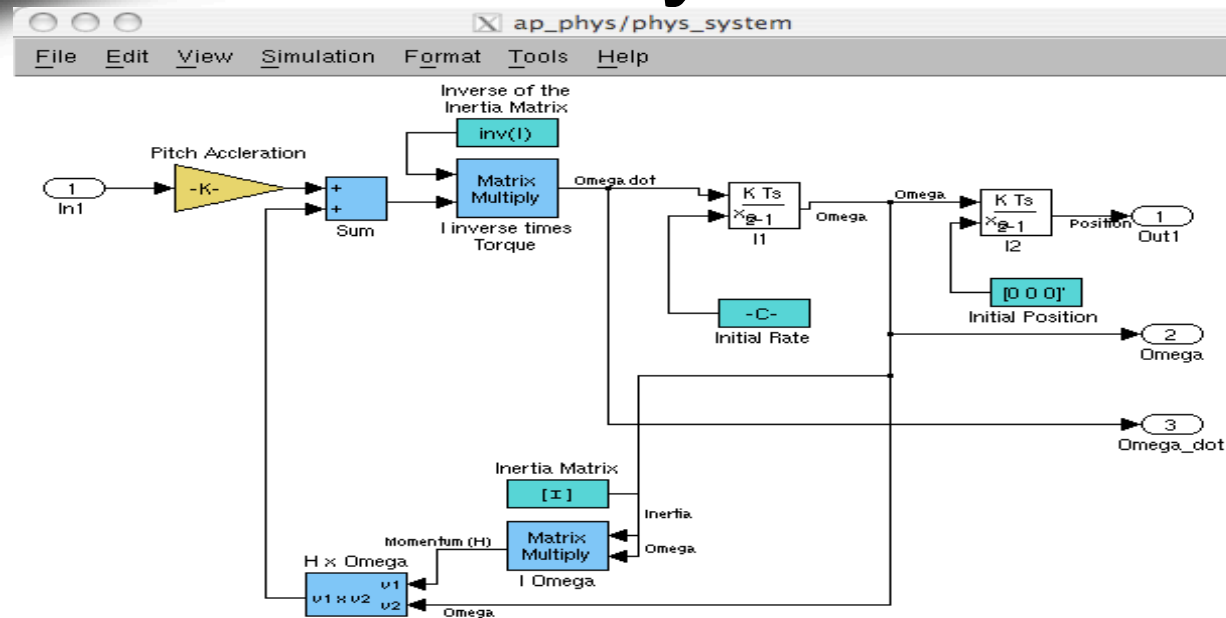 ap_phys/phys_system
File Edit View Simulation Format Tools Help
Inverse of the
Inertia Matrix
inv(I)
Pitch Accleration
1
In1
-K-
+
+
Sum
Matrix
Multiply
I inverse times
Torque
Omega dot
K Ts
z-1
I1
Omega
Omega
K Ts
z-1
I2
Position
1
Out1
-C-
Initial Rate
[0 0 0]'
Initial Position
2
Omega
3
Omega_dot
Inertia Matrix
[I]
Inertia
Matrix
Multiply
Omega
I Omega
Momentum (H)
H x Omega
v1
v1 x v2
v2
Omega